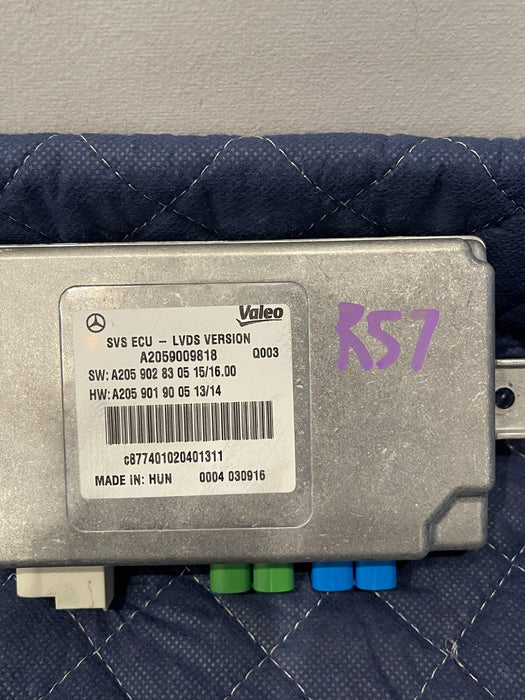 Valeo
SVS ECU - LVDS VERSION
A2059009818 Q003
SW: A205 902 83 05 15/16.00
HW: A205 901 90 05 13/14
c877401020401311
MADE IN: HUN 0004 030916
R57